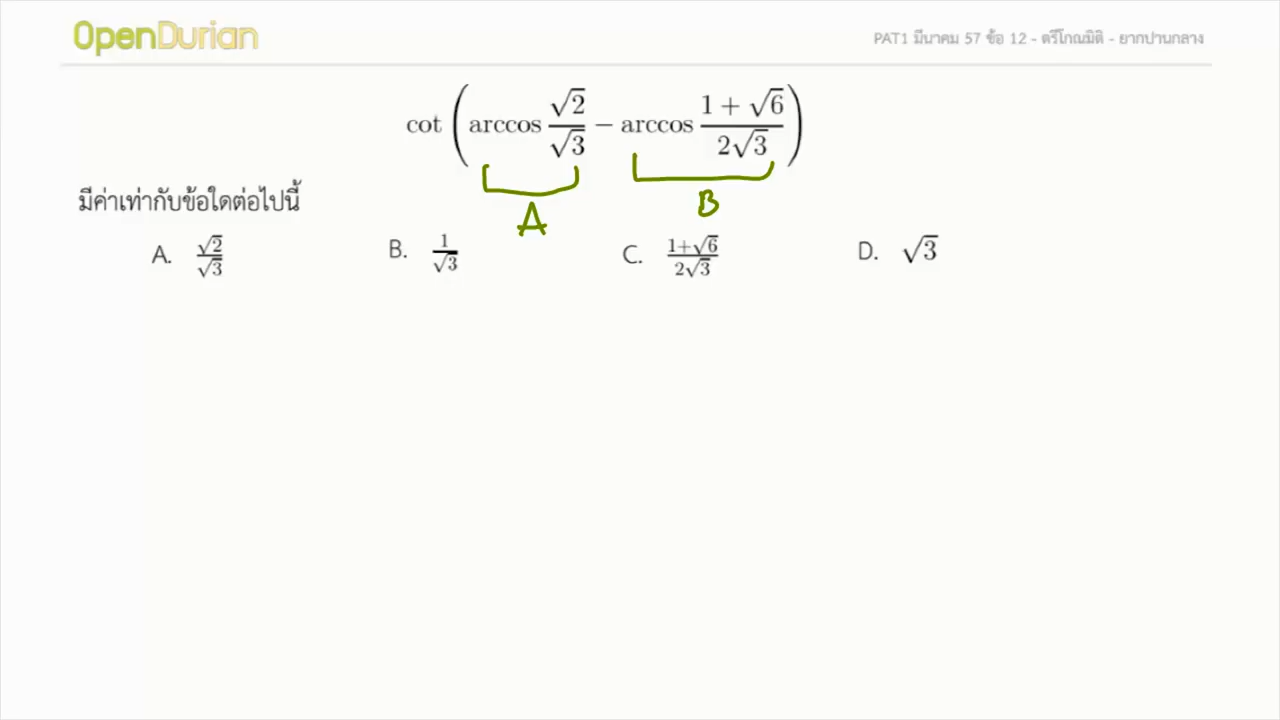 OpenDurian
PAT1 มีนาคม 57 ข้อ 12 - ตรีโกณมิติ - ยากปานกลาง
cot ( arccos √2/√3 − arccos (1 + √6)/(2√3) )
A B
มีค่าเท่ากับข้อใดต่อไปนี้
A. √2/√3 B. 1/√3 C. (1+√6)/(2√3) D. √3